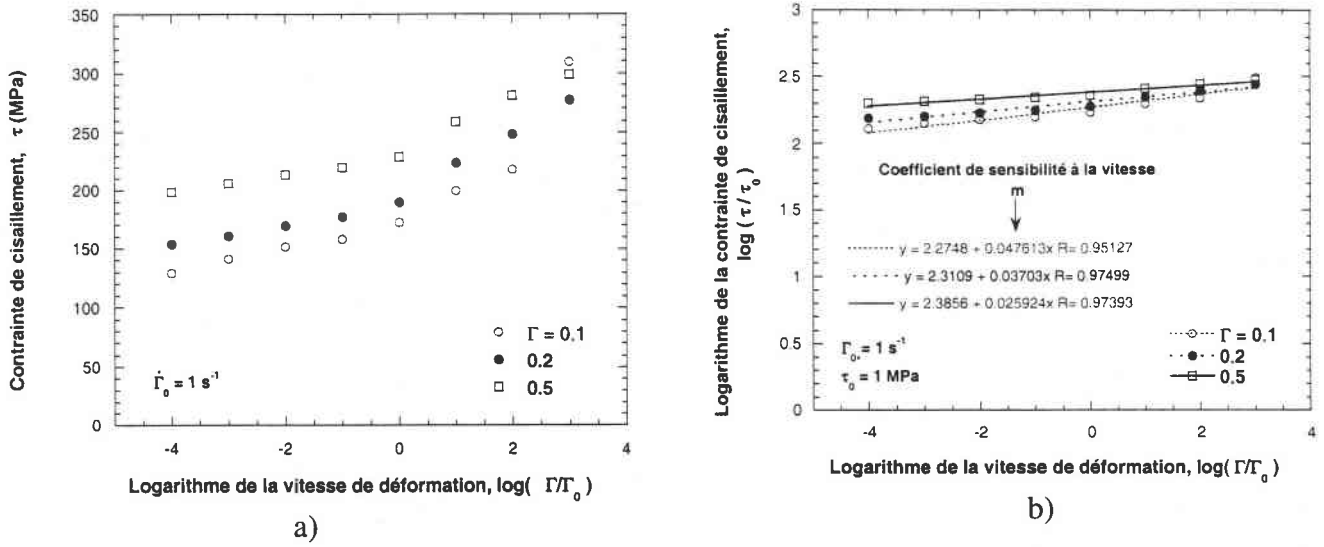 350
300
250
200
150
100
50
0
Contrainte de cisaillement, τ (MPa)
Γ = 0.1
0.2
0.5
Γ̇₀ = 1 s⁻¹
-4 -2 0 2 4
Logarithme de la vitesse de déformation, log( Γ/Γ₀ )
a)
3
2.5
2
1.5
1
0.5
0
Logarithme de la contrainte de cisaillement,
log ( τ / τ₀ )
Coefficient de sensibilité à la vitesse
m
y = 2.2748 + 0.047613x R= 0.95127
y = 2.3109 + 0.03703x R= 0.97499
y = 2.3856 + 0.025924x R= 0.97393
Γ₀. = 1 s⁻¹
τ₀ = 1 MPa
Γ = 0.1
0.2
0.5
-4 -2 0 2 4
Logarithme de la vitesse de déformation, log( Γ/Γ₀ )
b)